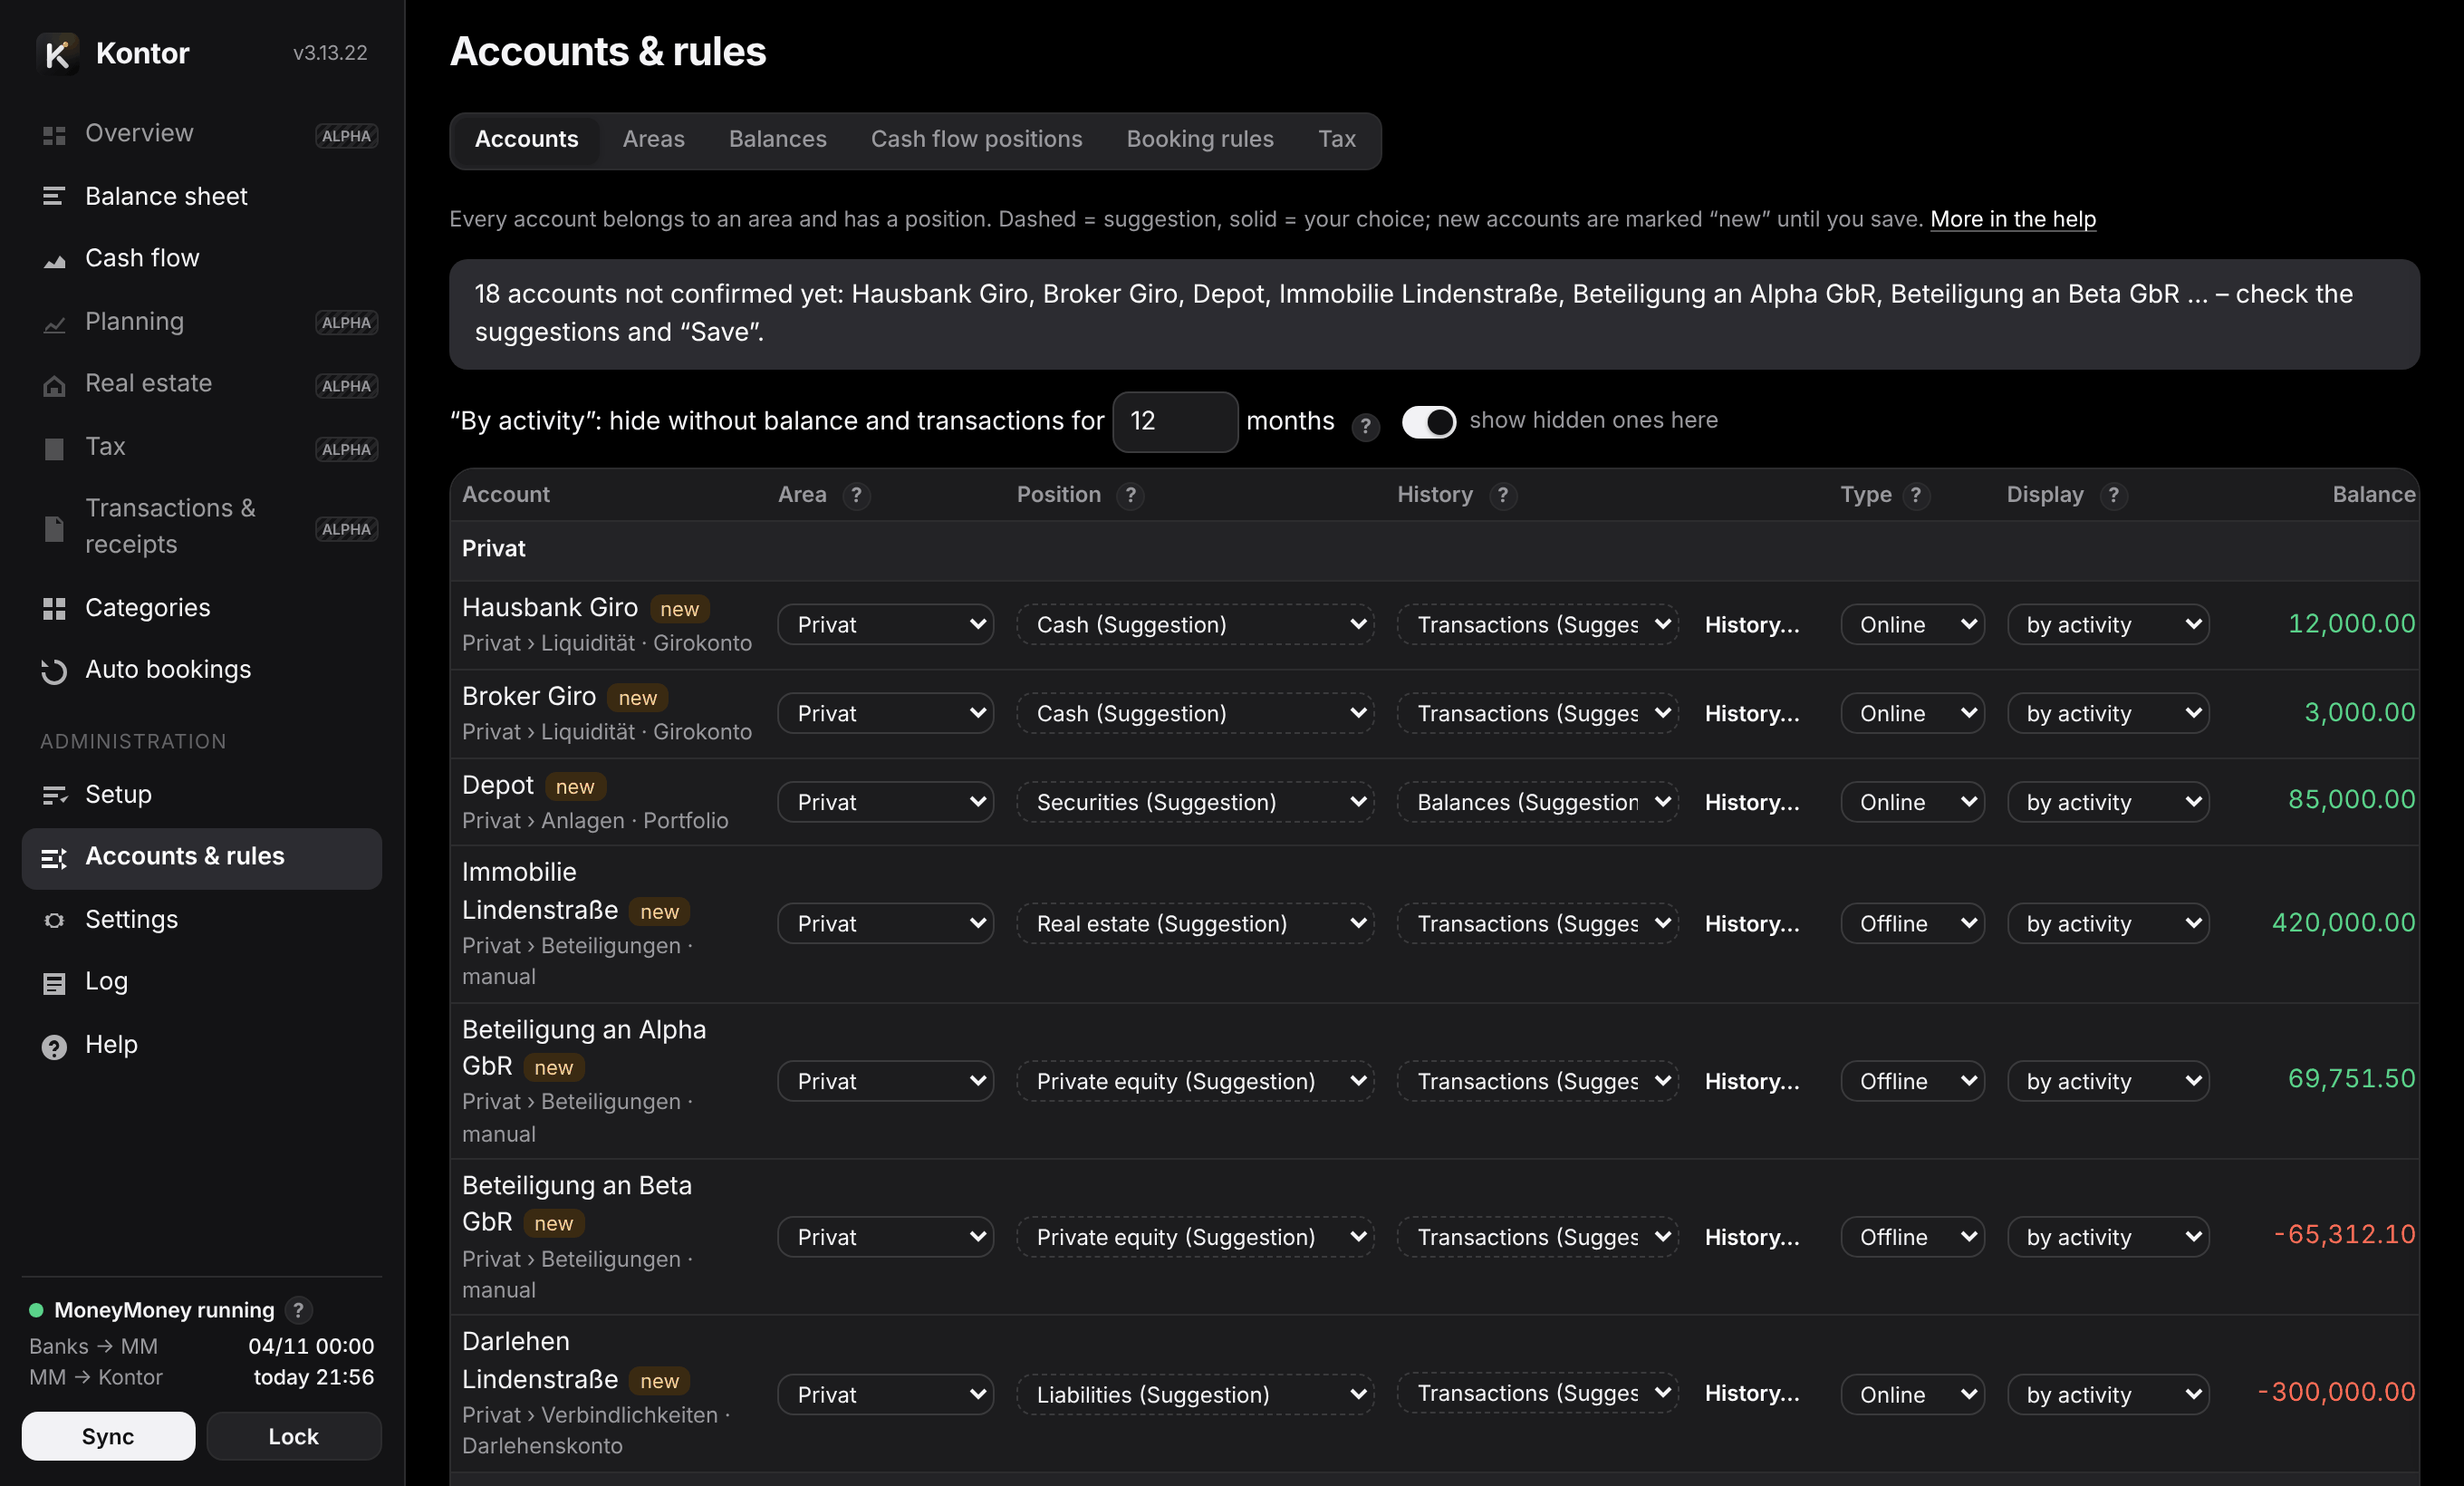 Kontor
v3.13.22
Overview ALPHA
Balance sheet
Cash flow
Planning ALPHA
Real estate ALPHA
Tax ALPHA
Transactions &
receipts ALPHA
Categories
Auto bookings
ADMINISTRATION
Setup
Accounts & rules
Settings
Log
Help
MoneyMoney running ?
Banks → MM 04/11 00:00
MM → Kontor today 21:56
Sync Lock
Accounts & rules
Accounts Areas Balances Cash flow positions Booking rules Tax
Every account belongs to an area and has a position. Dashed = suggestion, solid = your choice; new accounts are marked “new” until you save. More in the help
18 accounts not confirmed yet: Hausbank Giro, Broker Giro, Depot, Immobilie Lindenstraße, Beteiligung an Alpha GbR, Beteiligung an Beta GbR ... – check the
suggestions and “Save”.
“By activity”: hide without balance and transactions for 12 months ? show hidden ones here
Account Area ? Position ? History ? Type ? Display ? Balance
Privat
Hausbank Giro new
Privat › Liquidität · Girokonto
Privat Cash (Suggestion) Transactions (Sugges History... Online by activity 12,000.00
Broker Giro new
Privat › Liquidität · Girokonto
Privat Cash (Suggestion) Transactions (Sugges History... Online by activity 3,000.00
Depot new
Privat › Anlagen · Portfolio
Privat Securities (Suggestion) Balances (Suggestion History... Online by activity 85,000.00
Immobilie
Lindenstraße new
Privat › Beteiligungen ·
manual
Privat Real estate (Suggestion) Transactions (Sugges History... Offline by activity 420,000.00
Beteiligung an Alpha
GbR new
Privat › Beteiligungen ·
manual
Privat Private equity (Suggestion) Transactions (Sugges History... Offline by activity 69,751.50
Beteiligung an Beta
GbR new
Privat › Beteiligungen ·
manual
Privat Private equity (Suggestion) Transactions (Sugges History... Offline by activity -65,312.10
Darlehen
Lindenstraße new
Privat › Verbindlichkeiten ·
Darlehenskonto
Privat Liabilities (Suggestion) Transactions (Sugges History... Online by activity -300,000.00